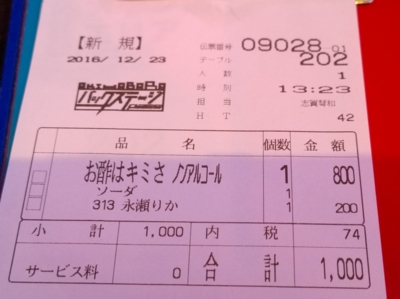 【新 規】 伝票番号 09028-01
2016/12/23 テーブル 202
人 数 1
時 刻 13:23
バックステージ 担 当 志賀琴和
H T 42
品 名 個数 金 額
お酢はキミさ ノンアルコール 1 800
ソーダ 1
313 永瀬りか 1 200
小 計 1,000 内 税 74
サービス料 0 合 計 1,000